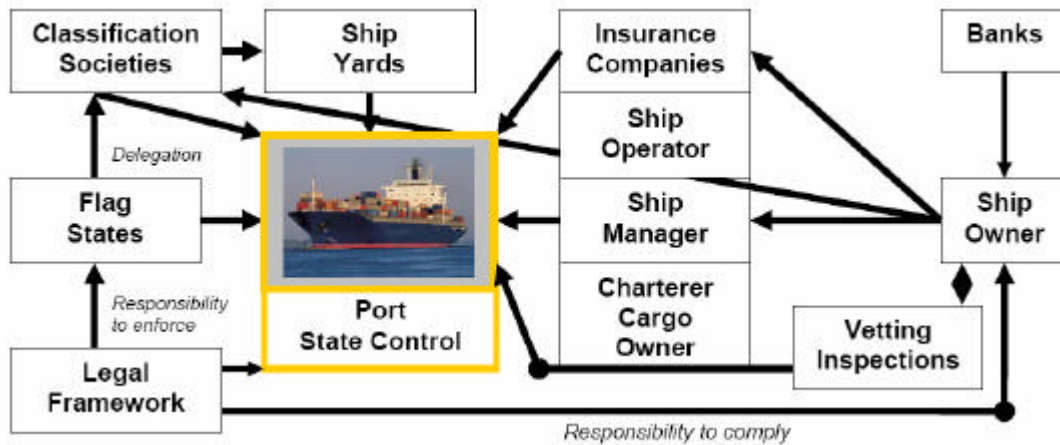 Classification
Societies
Ship
Yards
Insurance
Companies
Banks
Ship
Operator
Delegation
Flag
States
Ship
Manager
Ship
Owner
Responsibility
to enforce
Port
State Control
Charterer
Cargo
Owner
Vetting
Inspections
Legal
Framework
Responsibility to comply